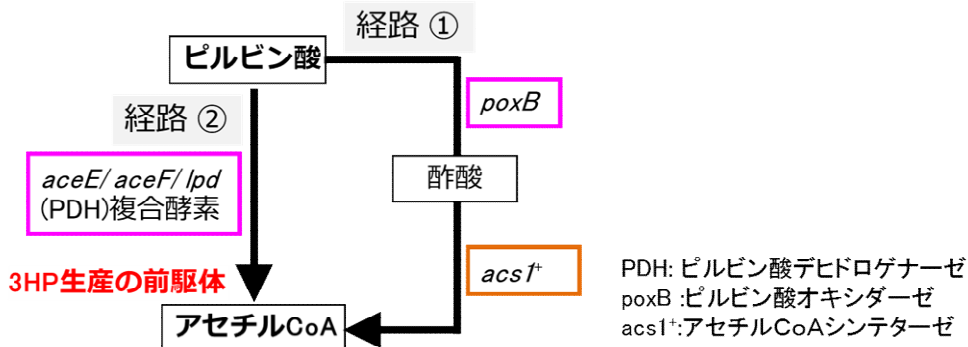 経路 ①
ピルビン酸
poxB
経路 ②
酢酸
aceE/ aceF/ lpd
(PDH)複合酵素
3HP生産の前駆体
acs1+
アセチルCoA
PDH: ピルビン酸デヒドロゲナーゼ
poxB :ピルビン酸オキシダーゼ
acs1+:アセチルCoAシンテターゼ